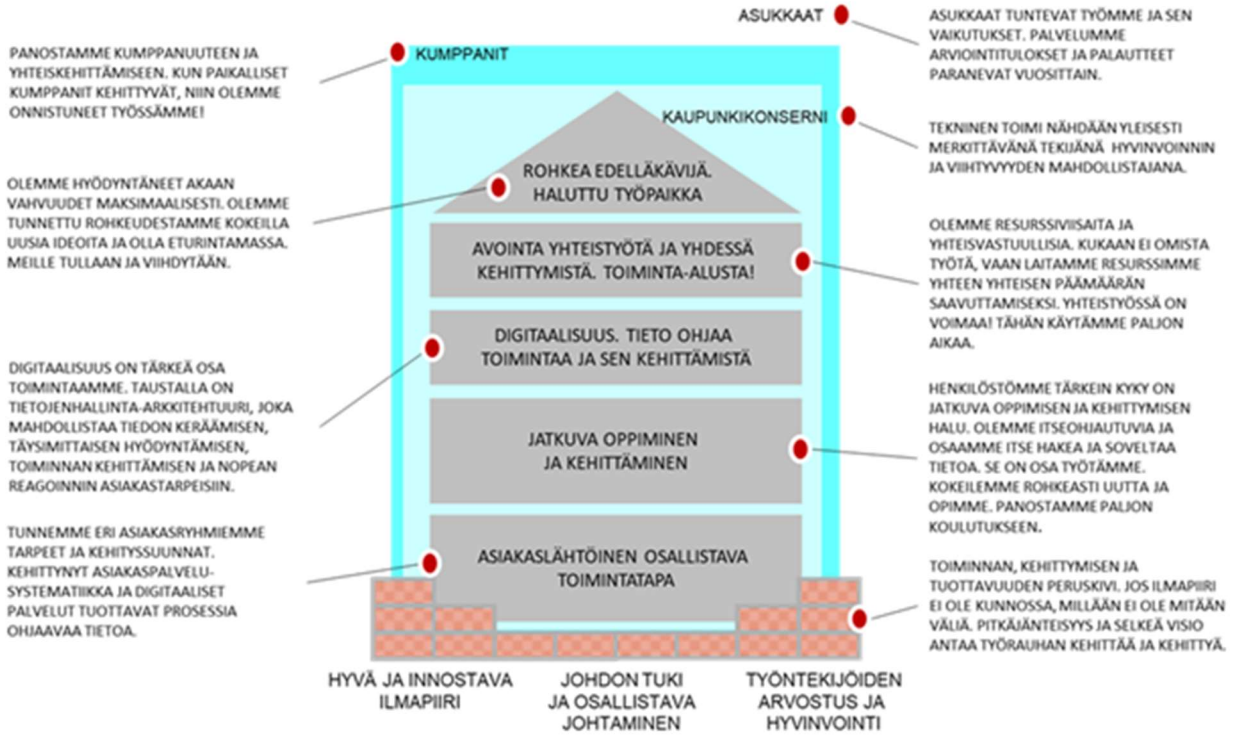 ASUKKAAT
ASUKKAAT TUNTEVAT TYÖMME JA SEN
VAIKUTUKSET. PALVELUMME
ARVIOINTITULOKSET JA PALAUTTEET
PARANEVAT VUOSITTAIN.
PANOSTAMME KUMPPANUUTEEN JA
YHTEISKEHITTÄMISEEN. KUN PAIKALLISET
KUMPPANIT KEHITTYVÄT, NIIN OLEMME
ONNISTUNEET TYÖSSÄMME!
KUMPPANIT
KAUPUNKIKONSERNI
TEKNINEN TOIMI NÄHDÄÄN YLEISESTI
MERKITTÄVÄNÄ TEKIJÄNÄ HYVINVOINNIN
JA VIIHTYVYYDEN MAHDOLLISTAJANA.
OLEMME HYÖDYNTÄNEET AKAAN
VAHVUUDET MAKSIMAALISESTI. OLEMME
TUNNETTU ROHKEUDESTAMME KOKEILLA
UUSIA IDEOITA JA OLLA ETURINTAMASSA.
MEILLE TULLAAN JA VIIHDYTÄÄN.
ROHKEA EDELLÄKÄVIJÄ.
HALUTTU TYÖPAIKKA
AVOINTA YHTEISTYÖTÄ JA YHDESSÄ
KEHITTYMISTÄ. TOIMINTA-ALUSTA!
OLEMME RESURSSIVIISAITA JA
YHTEISVASTUULLISIA. KUKAAN EI OMISTA
TYÖTÄ, VAAN LAITAMME RESURSSIMME
YHTEEN YHTEISEN PÄÄMÄÄRÄN
SAAVUTTAMISEKSI. YHTEISTYÖSSÄ ON
VOIMAA! TÄHÄN KÄYTÄMME PALJON
AIKAA.
DIGITAALISUUS. TIETO OHJAA
TOIMINTAA JA SEN KEHITTÄMISTÄ
DIGITAALISUUS ON TÄRKEÄ OSA
TOIMINTAAMME. TAUSTALLA ON
TIETOJENHALLINTA-ARKKITEHTUURI, JOKA
MAHDOLLISTAA TIEDON KERÄÄMISEN,
TÄYSIMITTAISEN HYÖDYNTÄMISEN,
TOIMINNAN KEHITTÄMISEN JA NOPEAN
REAGOINNIN ASIAKASTARPEISIIN.
JATKUVA OPPIMINEN
JA KEHITTÄMINEN
HENKILÖSTÖMME TÄRKEIN KYKY ON
JATKUVA OPPIMISEN JA KEHITTYMISEN
HALU. OLEMME ITSEOHJAUTUVIA JA
OSAAMME ITSE HAKEA JA SOVELTAA
TIETOA. SE ON OSA TYÖTÄMME.
KOKEILEMME ROHKEASTI UUTTA JA
OPIMME. PANOSTAMME PALJON
KOULUTUKSEEN.
TUNNEMME ERI ASIAKASRYHMIEMME
TARPEET JA KEHITYSSUUNNAT.
KEHITTYNYT ASIAKASPALVELU-
SYSTEMATIIKKA JA DIGITAALISET
PALVELUT TUOTTAVAT PROSESSIA
OHJAAVAA TIETOA.
ASIAKASLÄHTÖINEN OSALLISTAVA
TOIMINTATAPA
TOIMINNAN, KEHITTYMISEN JA
TUOTTAVUUDEN PERUSKIVI. JOS ILMAPIIRI
EI OLE KUNNOSSA, MILLÄÄN EI OLE MITÄÄN
VÄLIÄ. PITKÄJÄNTEISYYS JA SELKEÄ VISIO
ANTAA TYÖRAUHAN KEHITTÄÄ JA KEHITTYÄ.
HYVÄ JA INNOSTAVA
ILMAPIIRI
JOHDON TUKI
JA OSALLISTAVA
JOHTAMINEN
TYÖNTEKIJÖIDEN
ARVOSTUS JA
HYVINVOINTI